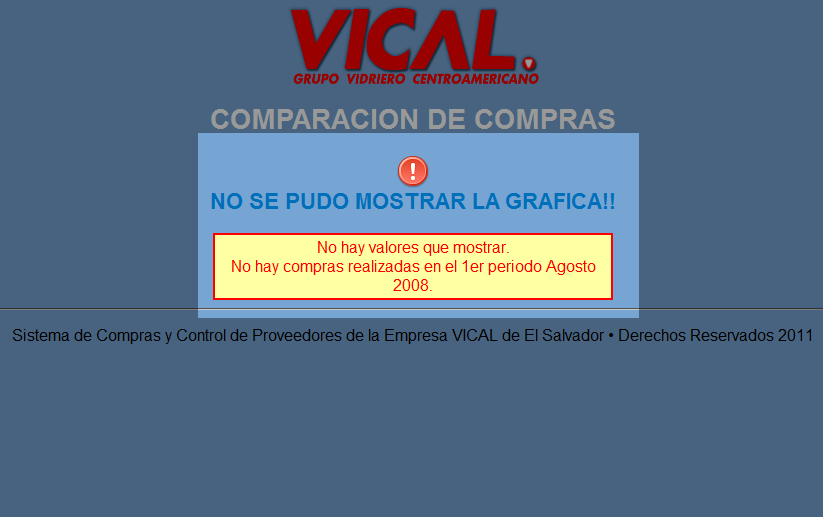 VICAL.
GRUPO VIDRIERO CENTROAMERICANO
COMPARACION DE COMPRAS
NO SE PUDO MOSTRAR LA GRAFICA!!
No hay valores que mostrar.
No hay compras realizadas en el 1er periodo Agosto
2008.
Sistema de Compras y Control de Proveedores de la Empresa VICAL de El Salvador • Derechos Reservados 2011